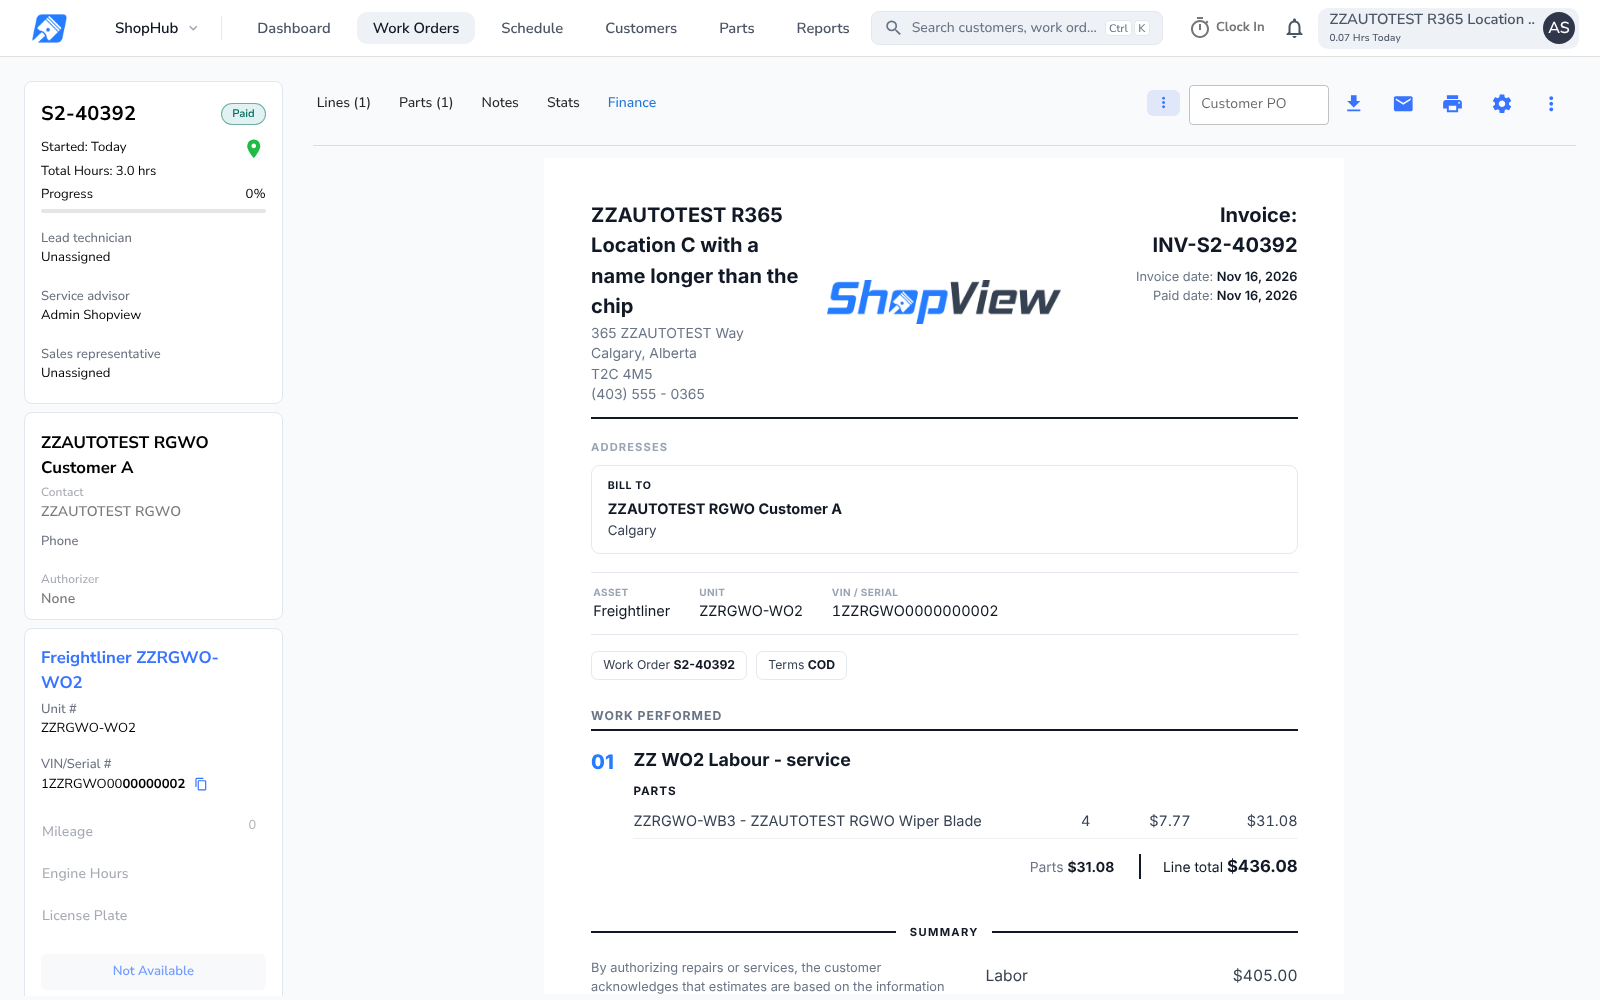 ShopHub
Dashboard
Work Orders
Schedule
Customers
Parts
Reports
Search customers, work ord...
Ctrl
K
Clock In
ZZAUTOTEST R365 Location ..
0.07 Hrs Today
AS
S2-40392
Paid
Started: Today
Total Hours: 3.0 hrs
Progress
0%
Lead technician
Unassigned
Service advisor
Admin Shopview
Sales representative
Unassigned
ZZAUTOTEST RGWO
Customer A
Contact
ZZAUTOTEST RGWO
Phone
Authorizer
None
Freightliner ZZRGWO-
WO2
Unit #
ZZRGWO-WO2
VIN/Serial #
1ZZRGWO0000000002
Mileage
0
Engine Hours
License Plate
Not Available
Lines (1)
Parts (1)
Notes
Stats
Finance
Customer PO
ZZAUTOTEST R365
Location C with a
name longer than the
chip
365 ZZAUTOTEST Way
Calgary, Alberta
T2C 4M5
(403) 555 - 0365
ShopView
Invoice:
INV-S2-40392
Invoice date: Nov 16, 2026
Paid date: Nov 16, 2026
ADDRESSES
BILL TO
ZZAUTOTEST RGWO Customer A
Calgary
ASSET
Freightliner
UNIT
ZZRGWO-WO2
VIN / SERIAL
1ZZRGWO0000000002
Work Order S2-40392
Terms COD
WORK PERFORMED
01
ZZ WO2 Labour - service
PARTS
ZZRGWO-WB3 - ZZAUTOTEST RGWO Wiper Blade
4
$7.77
$31.08
Parts $31.08
Line total $436.08
SUMMARY
By authorizing repairs or services, the customer
acknowledges that estimates are based on the information
Labor
$405.00